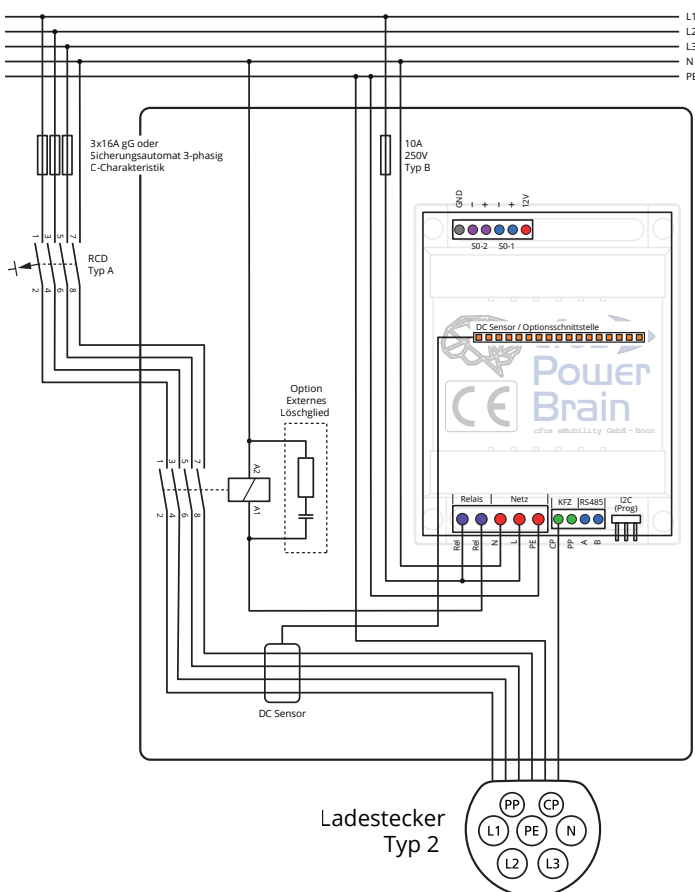 L1
L2
L3
N
PE
3x16A gG oder
Sicherungsautomat 3-phasig
C-Charakteristik
10A
250V
Typ B
1
3
5
7
RCD
Typ A
2
4
6
8
GND
–
+
–
+
12V
S0-2
S0-1
DC Sensor / Optionsschnittstelle
Power
Brain
cFos eMobility GmbH - Bonn
CE
Option
Externes
Löschglied
1
3
5
7
A2
A1
2
4
6
8
Relais
Netz
KFZ
RS485
I2C
(Prog)
Rel
Rel
N
L
PE
CP
PP
A
B
DC Sensor
Ladestecker
Typ 2
PP
CP
L1
PE
N
L2
L3